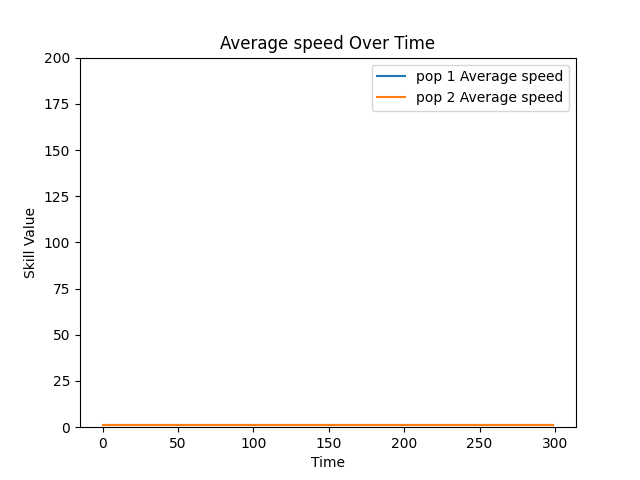 Average speed Over Time
200
pop 1 Average speed
175
pop 2 Average speed
150
125
Skill Value
100
75
50
25
0
0 50 100 150 200 250 300
Time